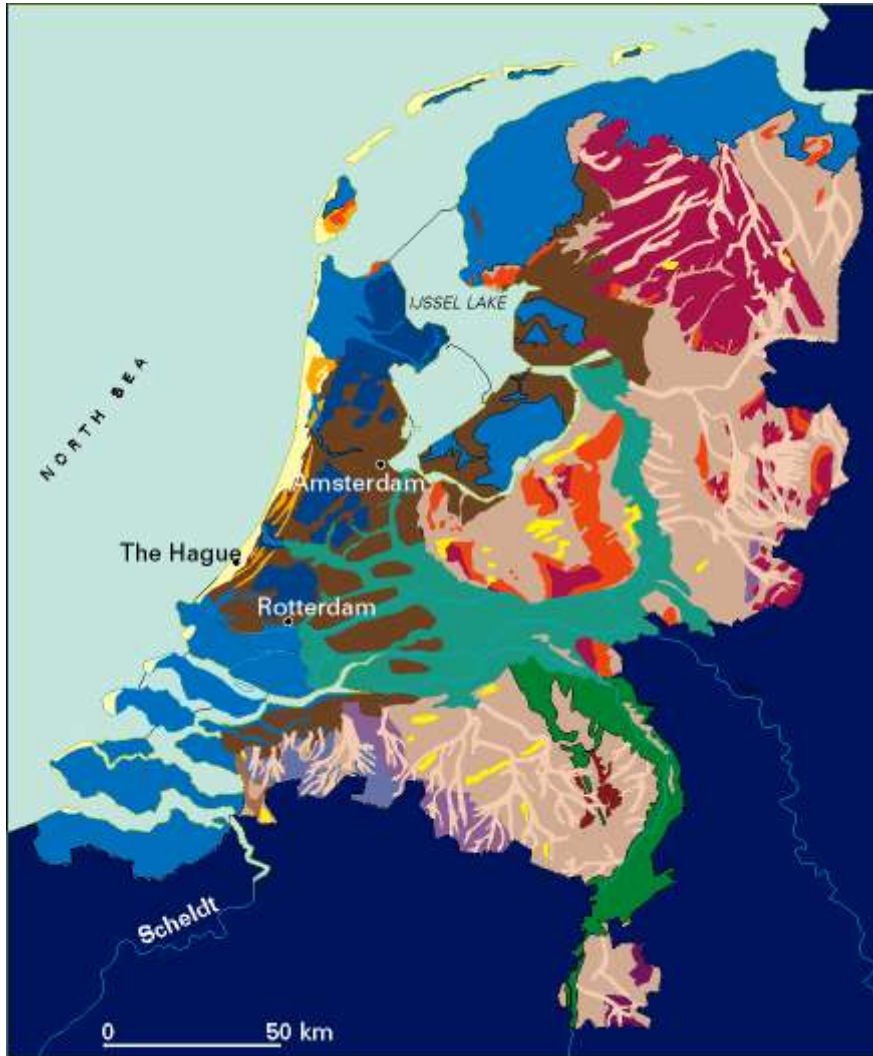 IJSSEL LAKE
NORTH SEA
Amsterdam
The Hague
Rotterdam
Scheldt
0 50 km